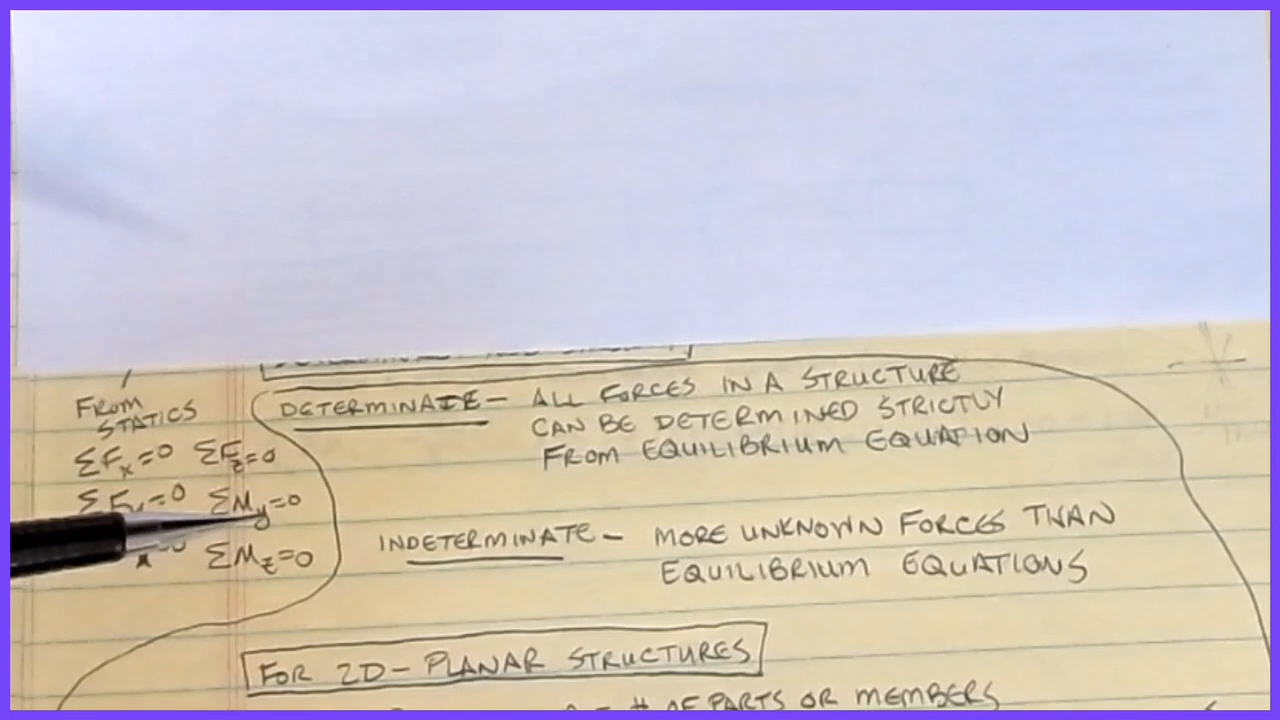 FROM
STATICS
ΣFx=0 ΣFz=0
=0 ΣMy=0
ΣMz=0
DETERMINATE – ALL FORCES IN A STRUCTURE
CAN BE DETERMINED STRICTLY
FROM EQUILIBRIUM EQUATION
INDETERMINATE – MORE UNKNOWN FORCES THAN
EQUILIBRIUM EQUATIONS
FOR 2D – PLANAR STRUCTURES
= # OF PARTS OR MEMBERS